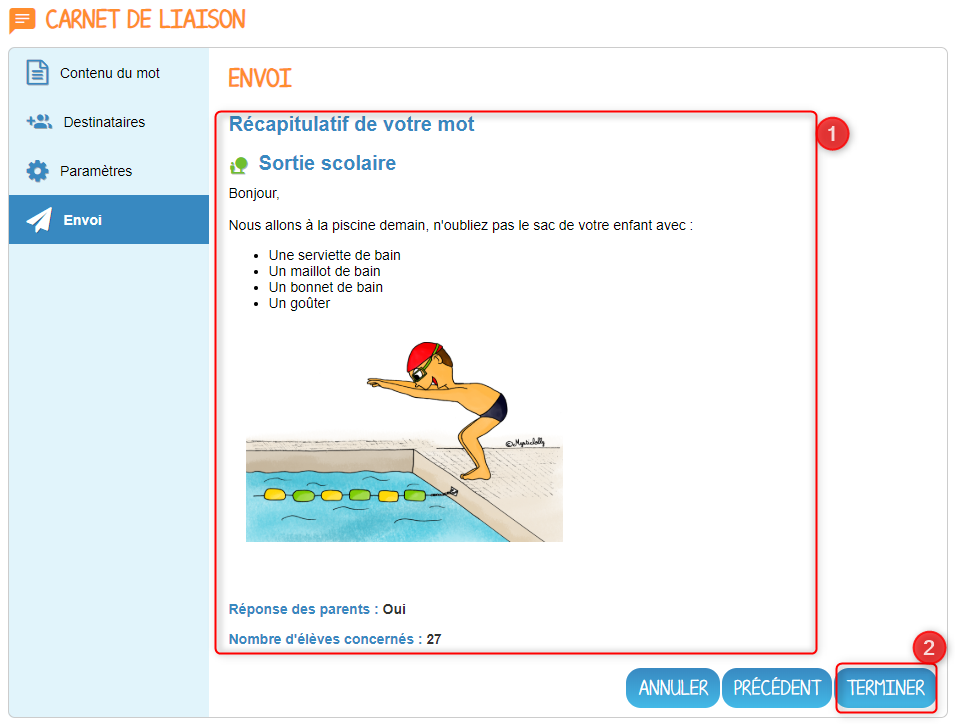 CARNET DE LIAISON
Contenu du mot
Destinataires
Paramètres
Envoi
ENVOI
Récapitulatif de votre mot
1
Sortie scolaire
Bonjour,
Nous allons à la piscine demain, n'oubliez pas le sac de votre enfant avec :
• Une serviette de bain
• Un maillot de bain
• Un bonnet de bain
• Un goûter
©Mysticlolly
Réponse des parents : Oui
Nombre d'élèves concernés : 27
2
ANNULER PRÉCÉDENT TERMINER